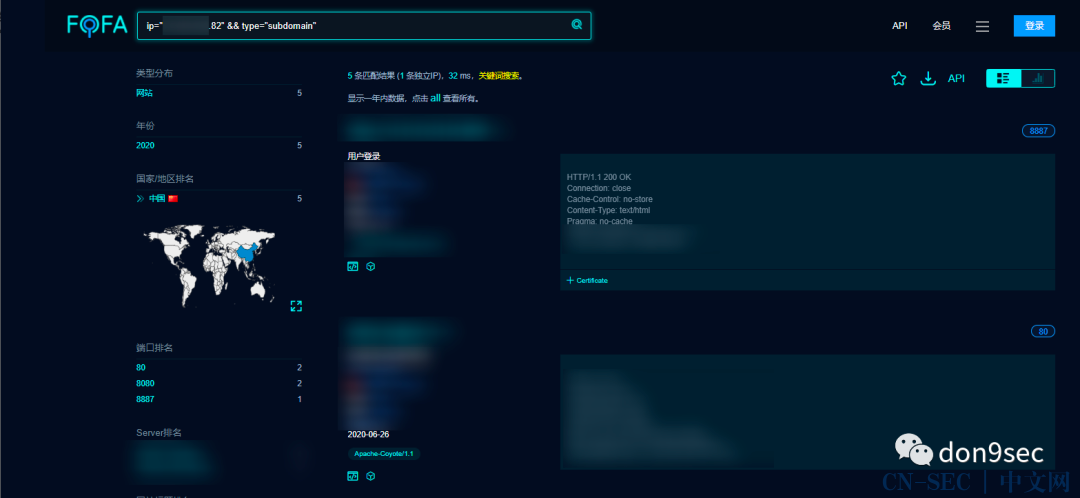 FOFA
ip=" .82" && type="subdomain"
API
会员
登录
类型分布
网站 5
年份
2020 5
国家/地区排名
中国 5
端口排名
80 2
8080 2
8887 1
Server排名
5 条匹配结果 (1 条独立IP)，32 ms，关键词搜索。
显示一年内数据，点击 all 查看所有。
API
8887
用户登录
HTTP/1.1 200 OK
Connection: close
Cache-Control: no-store
Content-Type: text/html
Pragma: no-cache
Certificate
80
2020-06-26
Apache-Coyote/1.1
don9sec
CN-SEC | 中文网